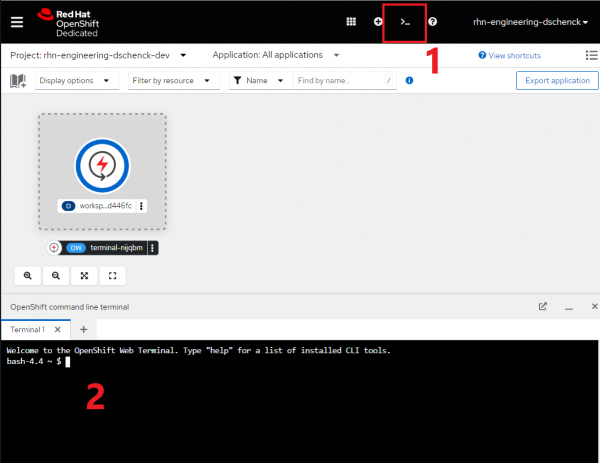 Red Hat
OpenShift
Dedicated
rhn-engineering-dschenck
1
Project: rhn-engineering-dschenck-dev
Application: All applications
View shortcuts
Display options
Filter by resource
Name
Find by name...
/
Export application
D
worksp...d446fc
DW
terminal-nijqbm
OpenShift command line terminal
Terminal 1
Welcome to the OpenShift Web Terminal. Type "help" for a list of installed CLI tools.
bash-4.4 ~ $
2